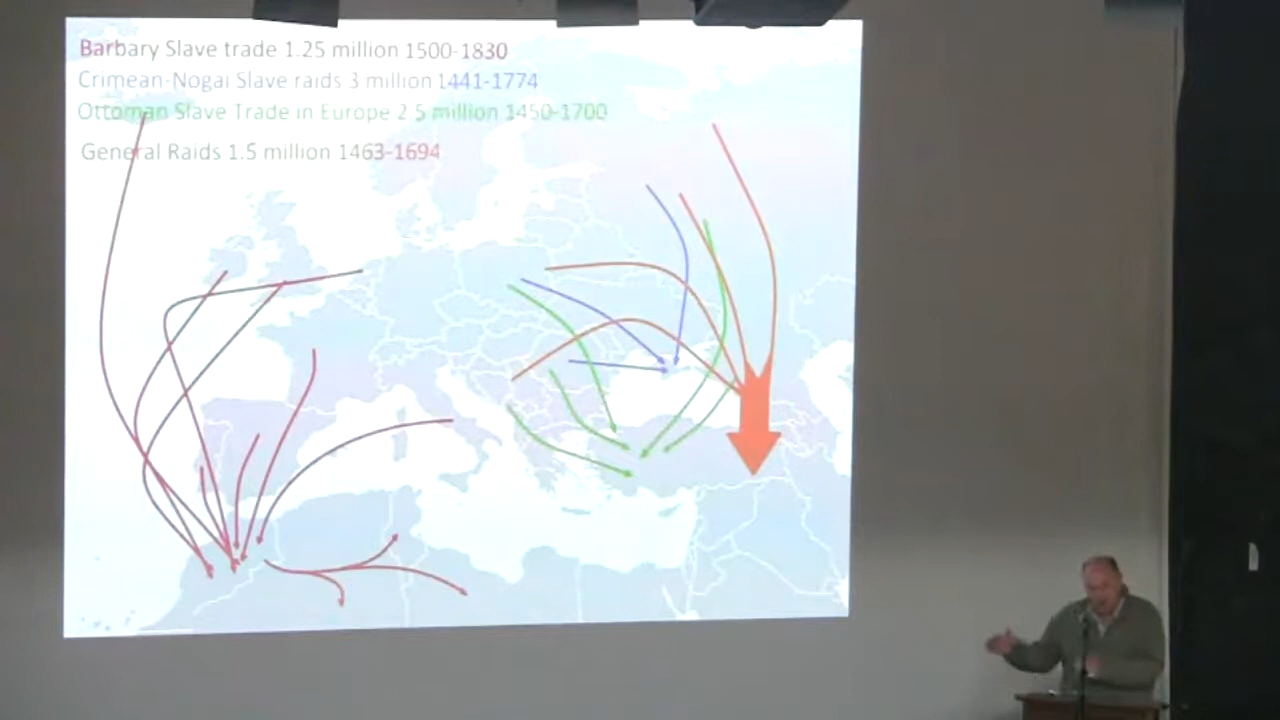 Barbary Slave trade 1.25 million 1500-1830
Crimean-Nogai Slave raids 3 million 1441-1774
Ottoman Slave Trade in Europe 2 5 million 1450-1700
General Raids 1.5 million 1463-1694